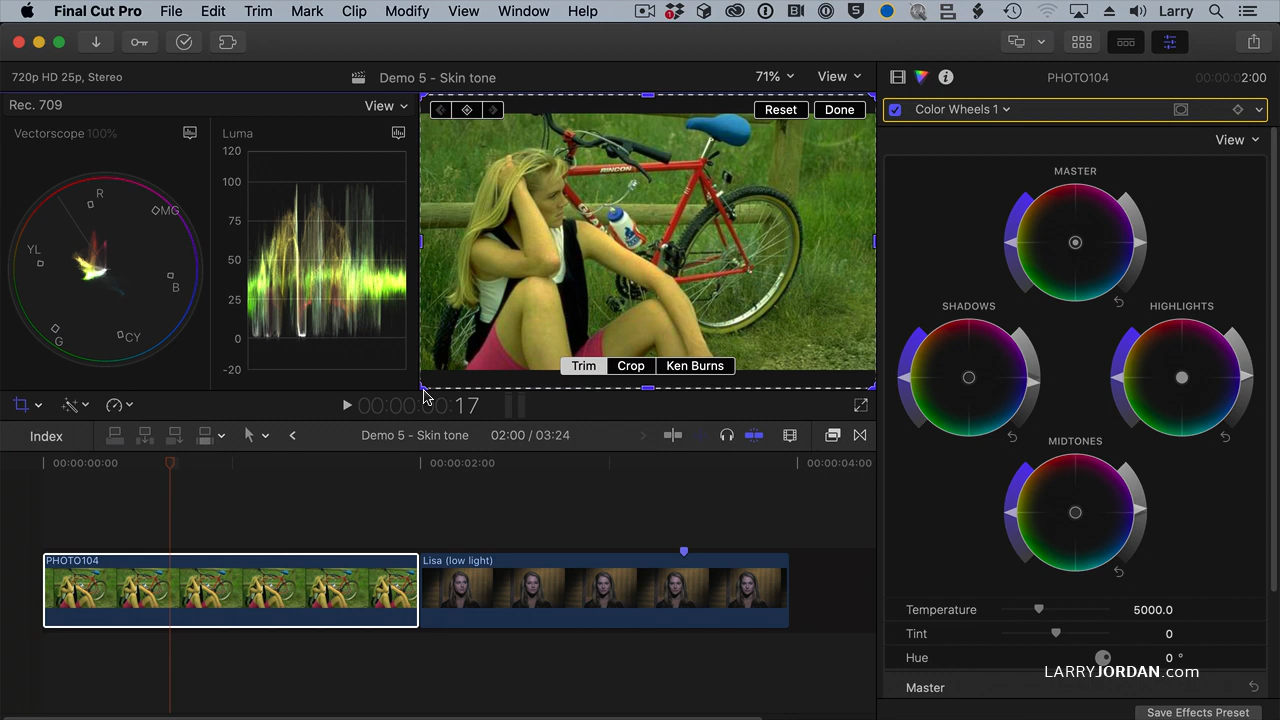 Final Cut Pro File Edit Trim Mark Clip Modify View Window Help Larry
720p HD 25p, Stereo Demo 5 - Skin tone 71% View PHOTO104 00:00:02:00
Rec. 709 View Reset Done Color Wheels 1
Vectorscope 100% Luma View
120
100
75
50
25
0
-20
R
MG
YL
B
G
CY
RINCON
MASTER
SHADOWS HIGHLIGHTS
MIDTONES
Trim Crop Ken Burns
00:00:00:17
Index Demo 5 - Skin tone 02:00 / 03:24
00:00:00:00 00:00:02:00 00:00:04:00
PHOTO104 Lisa (low light)
Temperature 5000.0
Tint 0
Hue 0 °
LARRYJORDAN.com
Master
Save Effects Preset